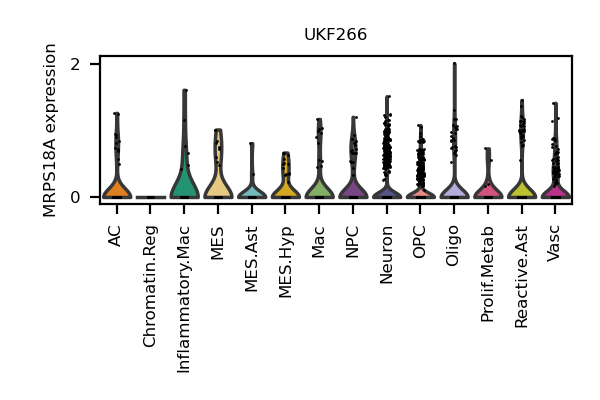 UKF266
MRPS18A expression
2
0
AC
Chromatin.Reg
Inflammatory.Mac
MES
MES.Ast
MES.Hyp
Mac
NPC
Neuron
OPC
Oligo
Prolif.Metab
Reactive.Ast
Vasc